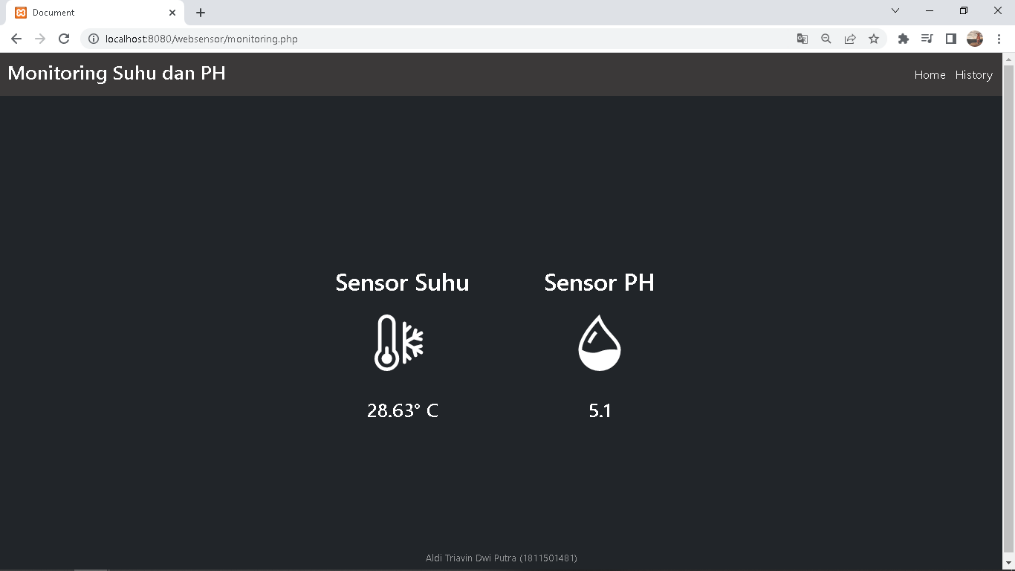 Document
localhost:8080/websensor/monitoring.php
Monitoring Suhu dan PH
Home History
Sensor Suhu Sensor PH
28.63° C 5.1
Aldi Triavin Dwi Putra (1811501481)